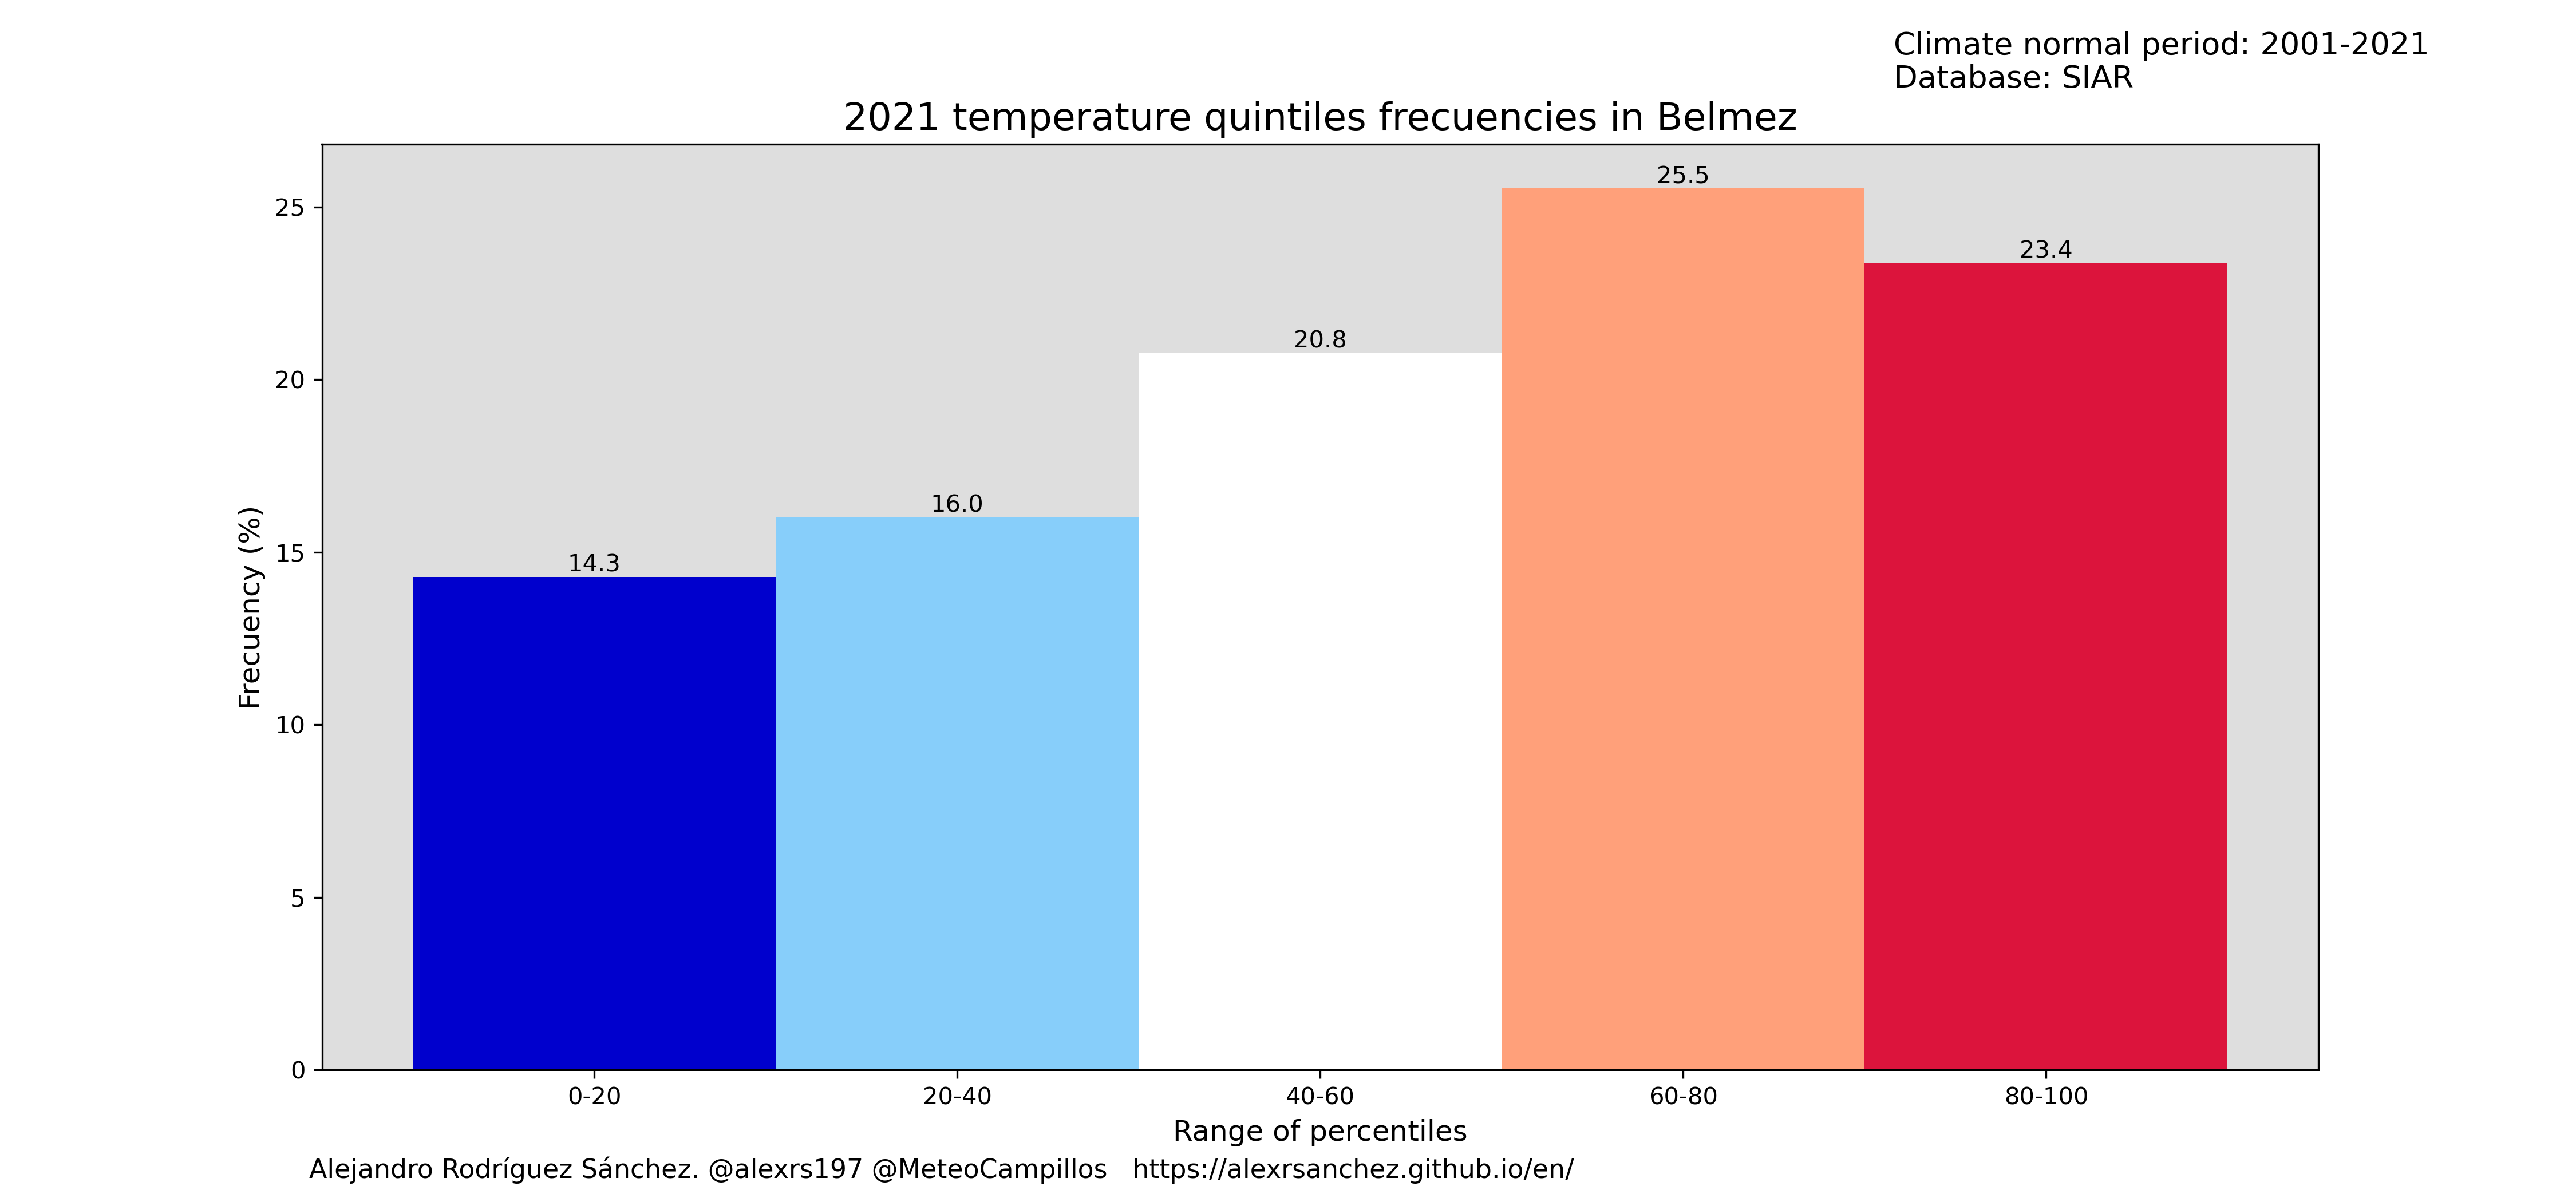 Climate normal period: 2001-2021
Database: SIAR
2021 temperature quintiles frecuencies in Belmez
Frecuency (%)
25
20
15
10
5
0
14.3
16.0
20.8
25.5
23.4
0-20
20-40
40-60
60-80
80-100
Range of percentiles
Alejandro Rodríguez Sánchez. @alexrs197 @MeteoCampillos https://alexrsanchez.github.io/en/